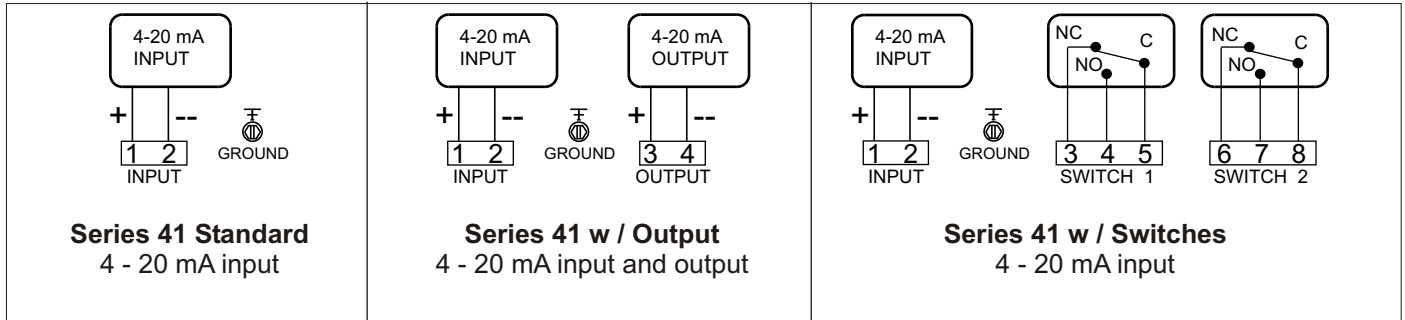 4-20 mA
INPUT
+ --
1 2
INPUT
GROUND
Series 41 Standard
4 - 20 mA input
4-20 mA
INPUT
4-20 mA
OUTPUT
+ --
+ --
1 2
INPUT
GROUND
3 4
OUTPUT
Series 41 w / Output
4 - 20 mA input and output
4-20 mA
INPUT
NC
C
NO
NC
C
NO
+ --
1 2
INPUT
GROUND
3 4 5
SWITCH 1
6 7 8
SWITCH 2
Series 41 w / Switches
4 - 20 mA input